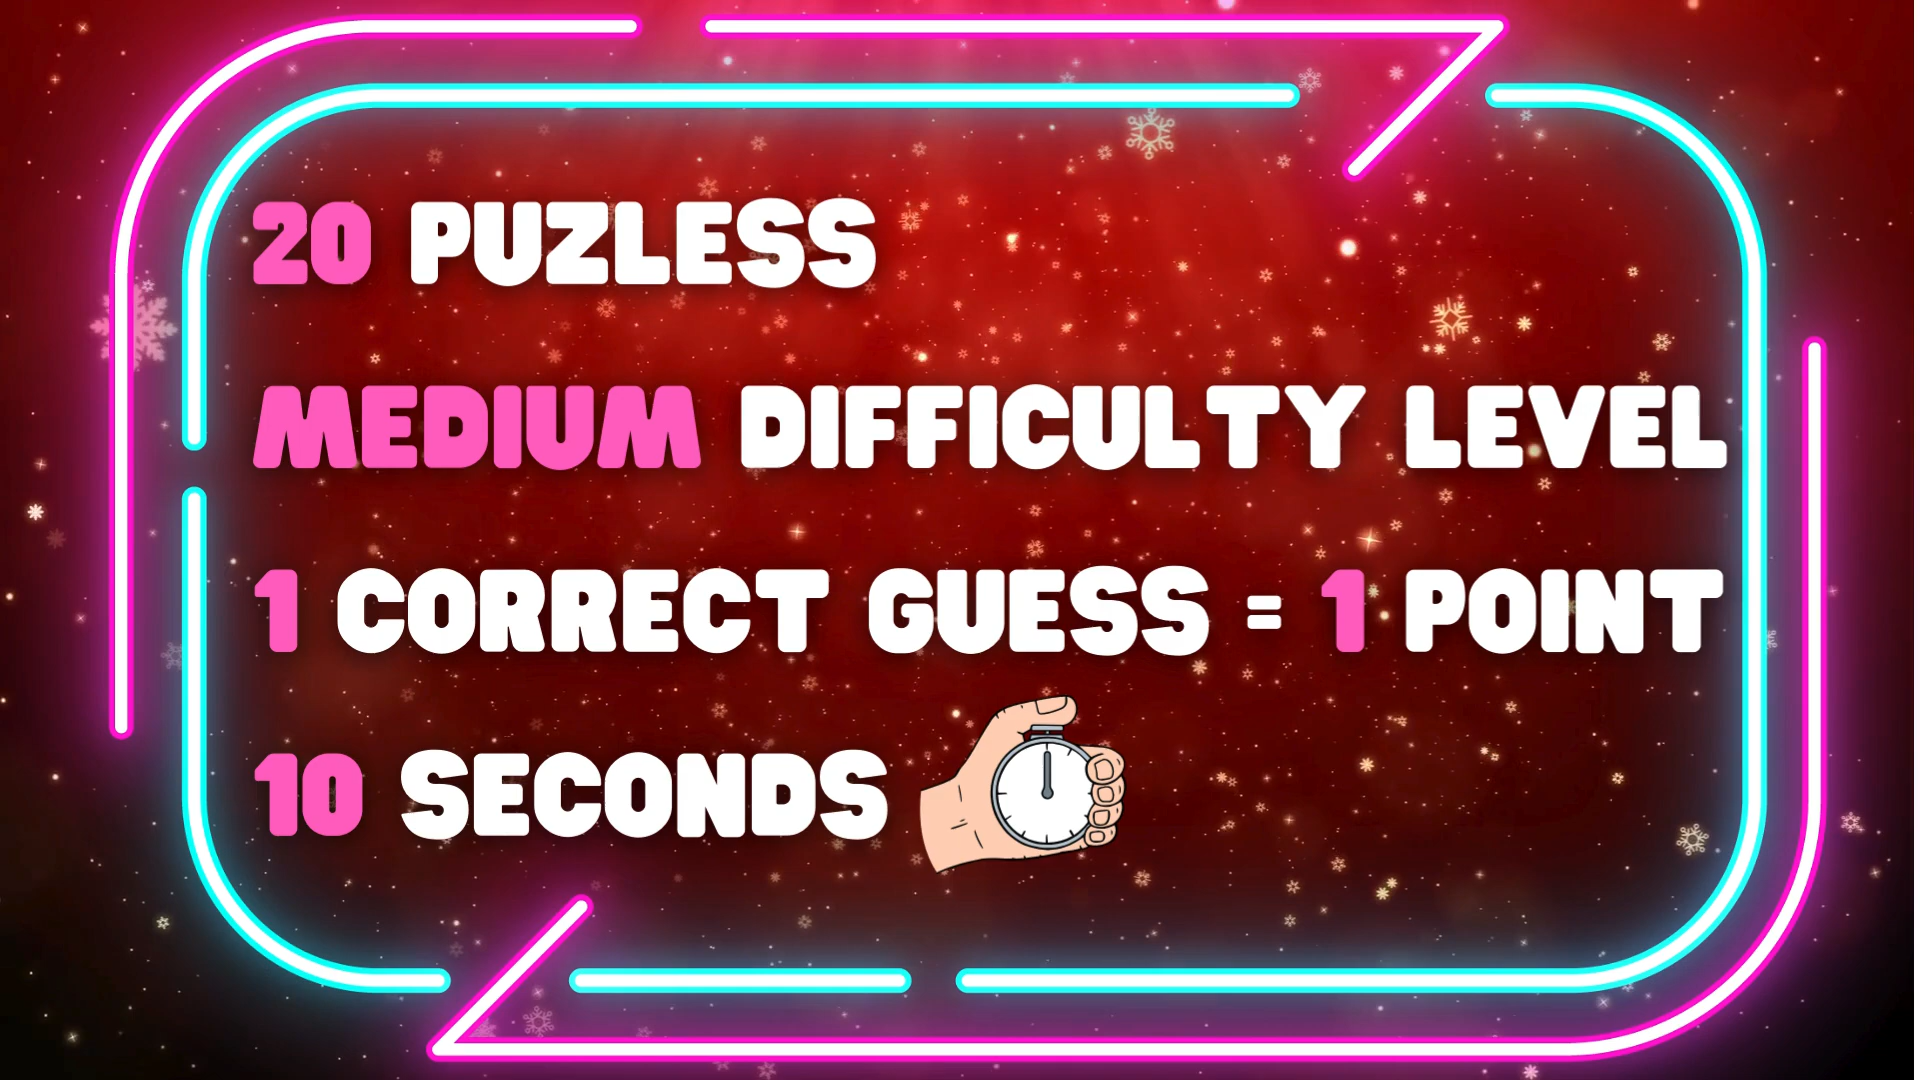 20 PUZLESS
MEDIUM DIFFICULTY LEVEL
1 CORRECT GUESS = 1 POINT
10 SECONDS